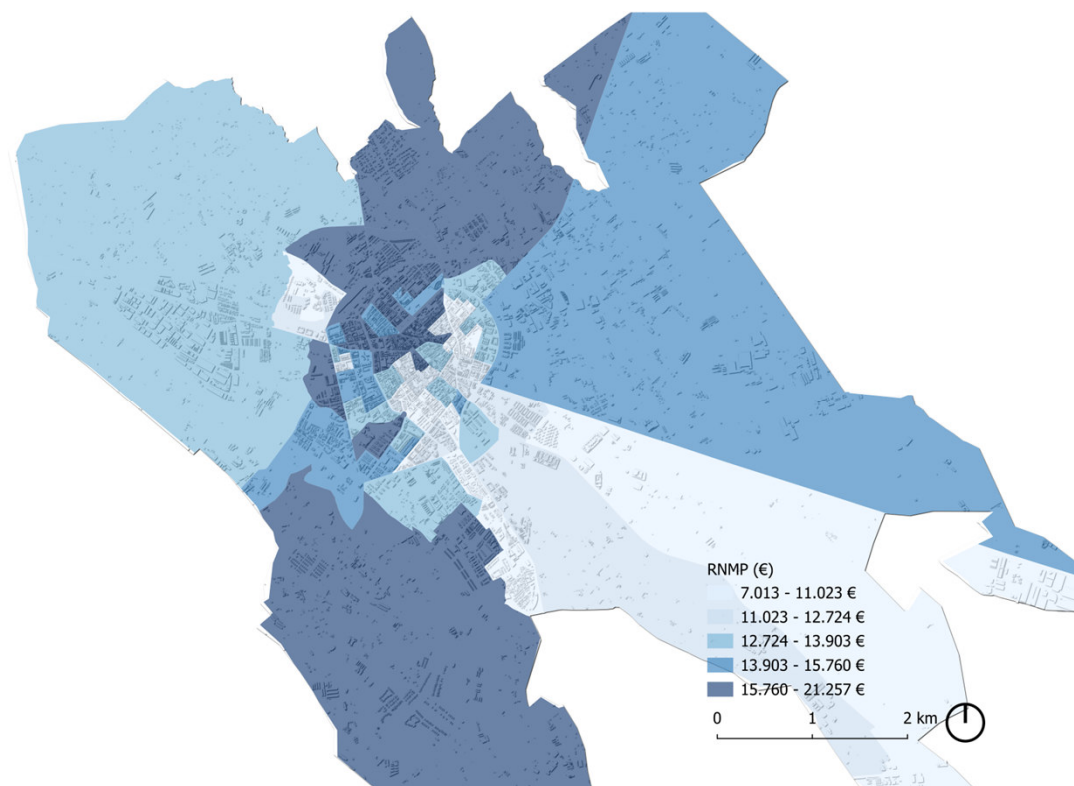 RNMP (€)
7.013 - 11.023 €
11.023 - 12.724 €
12.724 - 13.903 €
13.903 - 15.760 €
15.760 - 21.257 €
0 1 2 km